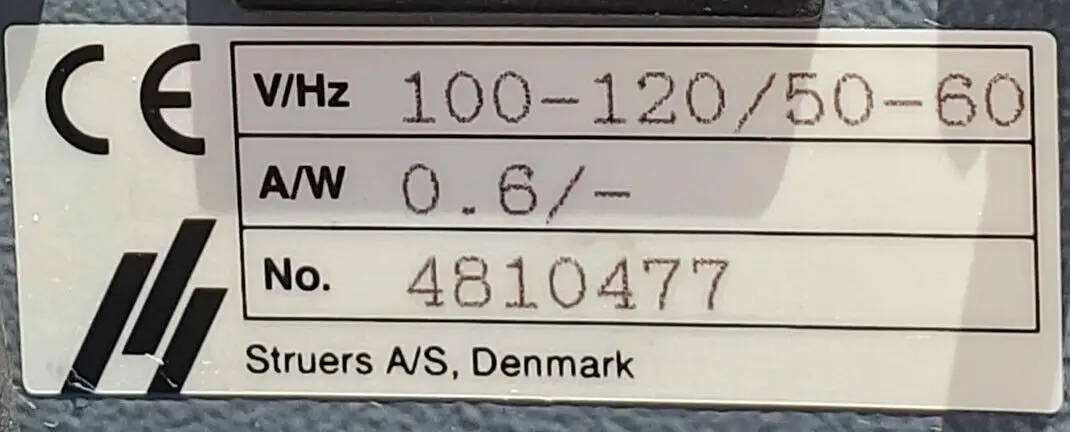 CE
V/Hz 100-120/50-60
A/W 0.6/-
No. 4810477
Struers A/S, Denmark